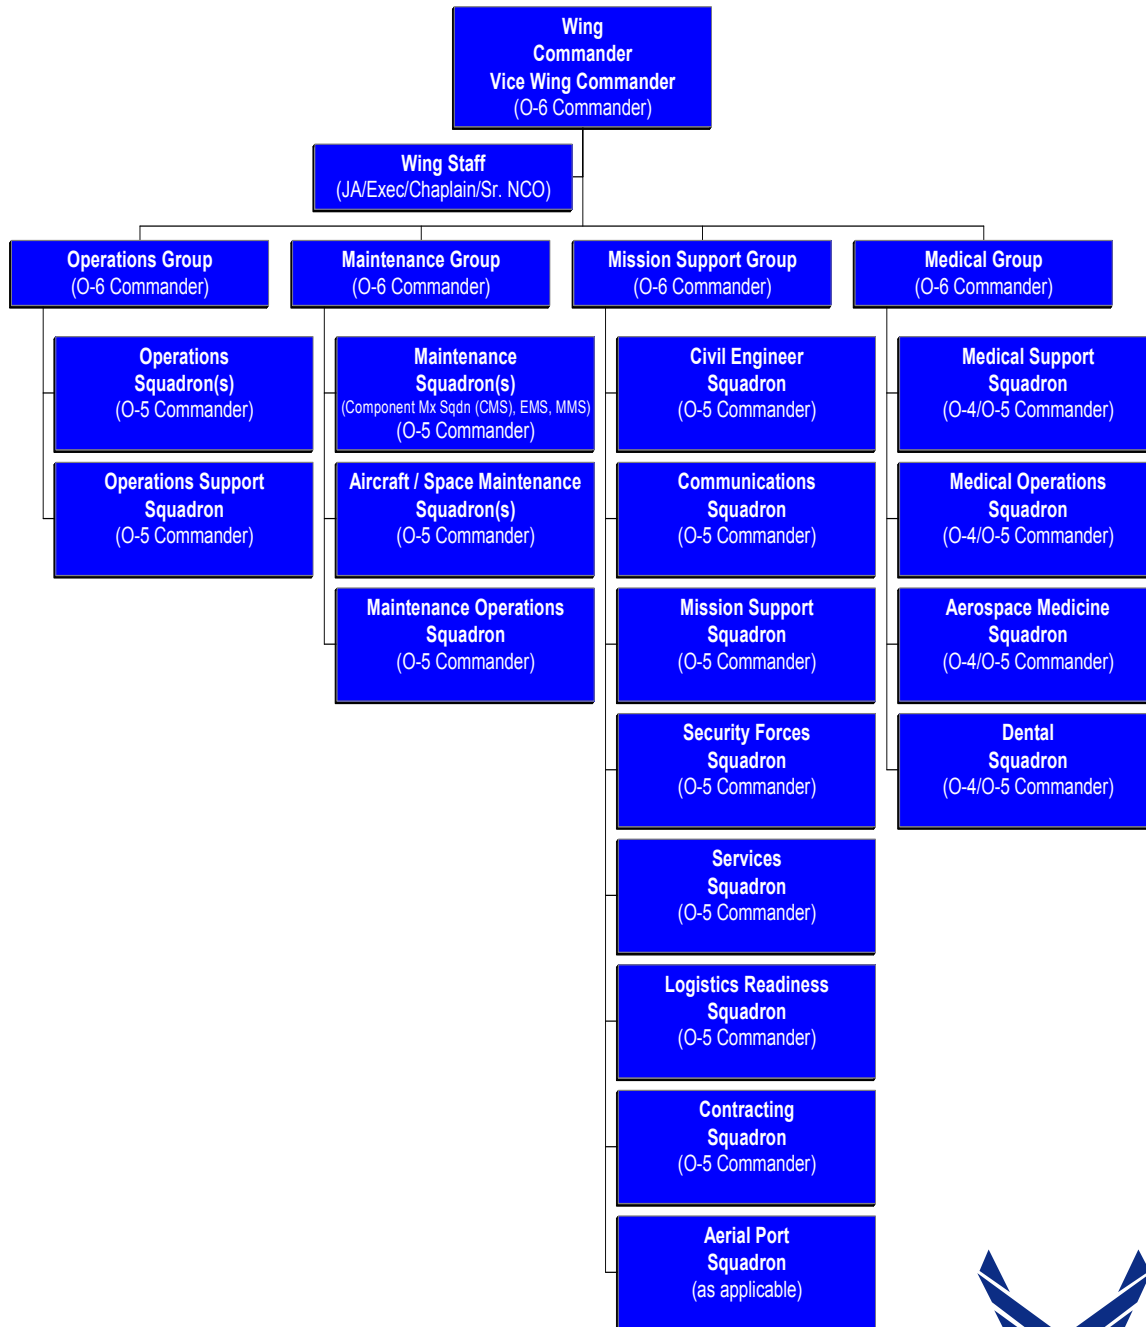 Wing
Commander
Vice Wing Commander
(O-6 Commander)
Wing Staff
(JA/Exec/Chaplain/Sr. NCO)
Operations Group
(O-6 Commander)
Maintenance Group
(O-6 Commander)
Mission Support Group
(O-6 Commander)
Medical Group
(O-6 Commander)
Operations
Squadron(s)
(O-5 Commander)
Operations Support
Squadron
(O-5 Commander)
Maintenance
Squadron(s)
(Component Mx Sqdn (CMS), EMS, MMS)
(O-5 Commander)
Aircraft / Space Maintenance
Squadron(s)
(O-5 Commander)
Maintenance Operations
Squadron
(O-5 Commander)
Civil Engineer
Squadron
(O-5 Commander)
Communications
Squadron
(O-5 Commander)
Mission Support
Squadron
(O-5 Commander)
Security Forces
Squadron
(O-5 Commander)
Services
Squadron
(O-5 Commander)
Logistics Readiness
Squadron
(O-5 Commander)
Contracting
Squadron
(O-5 Commander)
Aerial Port
Squadron
(as applicable)
Medical Support
Squadron
(O-4/O-5 Commander)
Medical Operations
Squadron
(O-4/O-5 Commander)
Aerospace Medicine
Squadron
(O-4/O-5 Commander)
Dental
Squadron
(O-4/O-5 Commander)